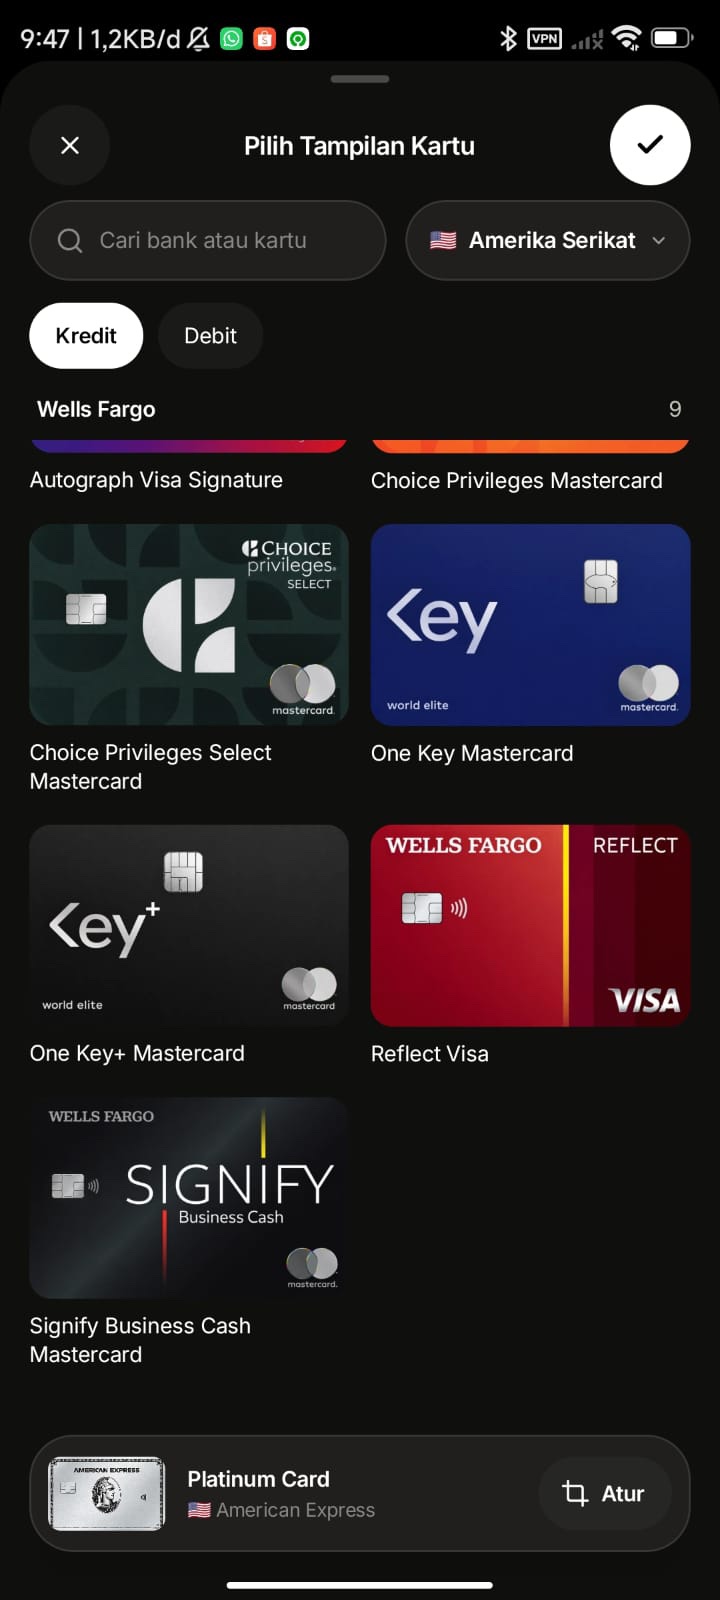 9:47 | 1,2KB/d
VPN
Pilih Tampilan Kartu
Cari bank atau kartu
Amerika Serikat
Kredit
Debit
Wells Fargo
9
Autograph Visa Signature
Choice Privileges Mastercard
CHOICE
privileges
SELECT
mastercard.
Key
world elite
mastercard.
Choice Privileges Select
Mastercard
One Key Mastercard
Key+
world elite
mastercard
WELLS FARGO
REFLECT
VISA
One Key+ Mastercard
Reflect Visa
WELLS FARGO
SIGNIFY
Business Cash
mastercard.
Signify Business Cash
Mastercard
AMERICAN EXPRESS
Platinum Card
American Express
Atur